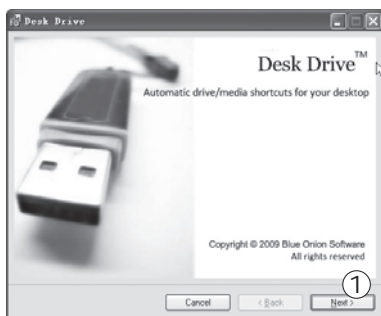 Desk Drive
Desk Drive™
Automatic drive/media shortcuts for your desktop
Copyright © 2009 Blue Onion Software
All rights reserved
①
Cancel
< Back
Next >